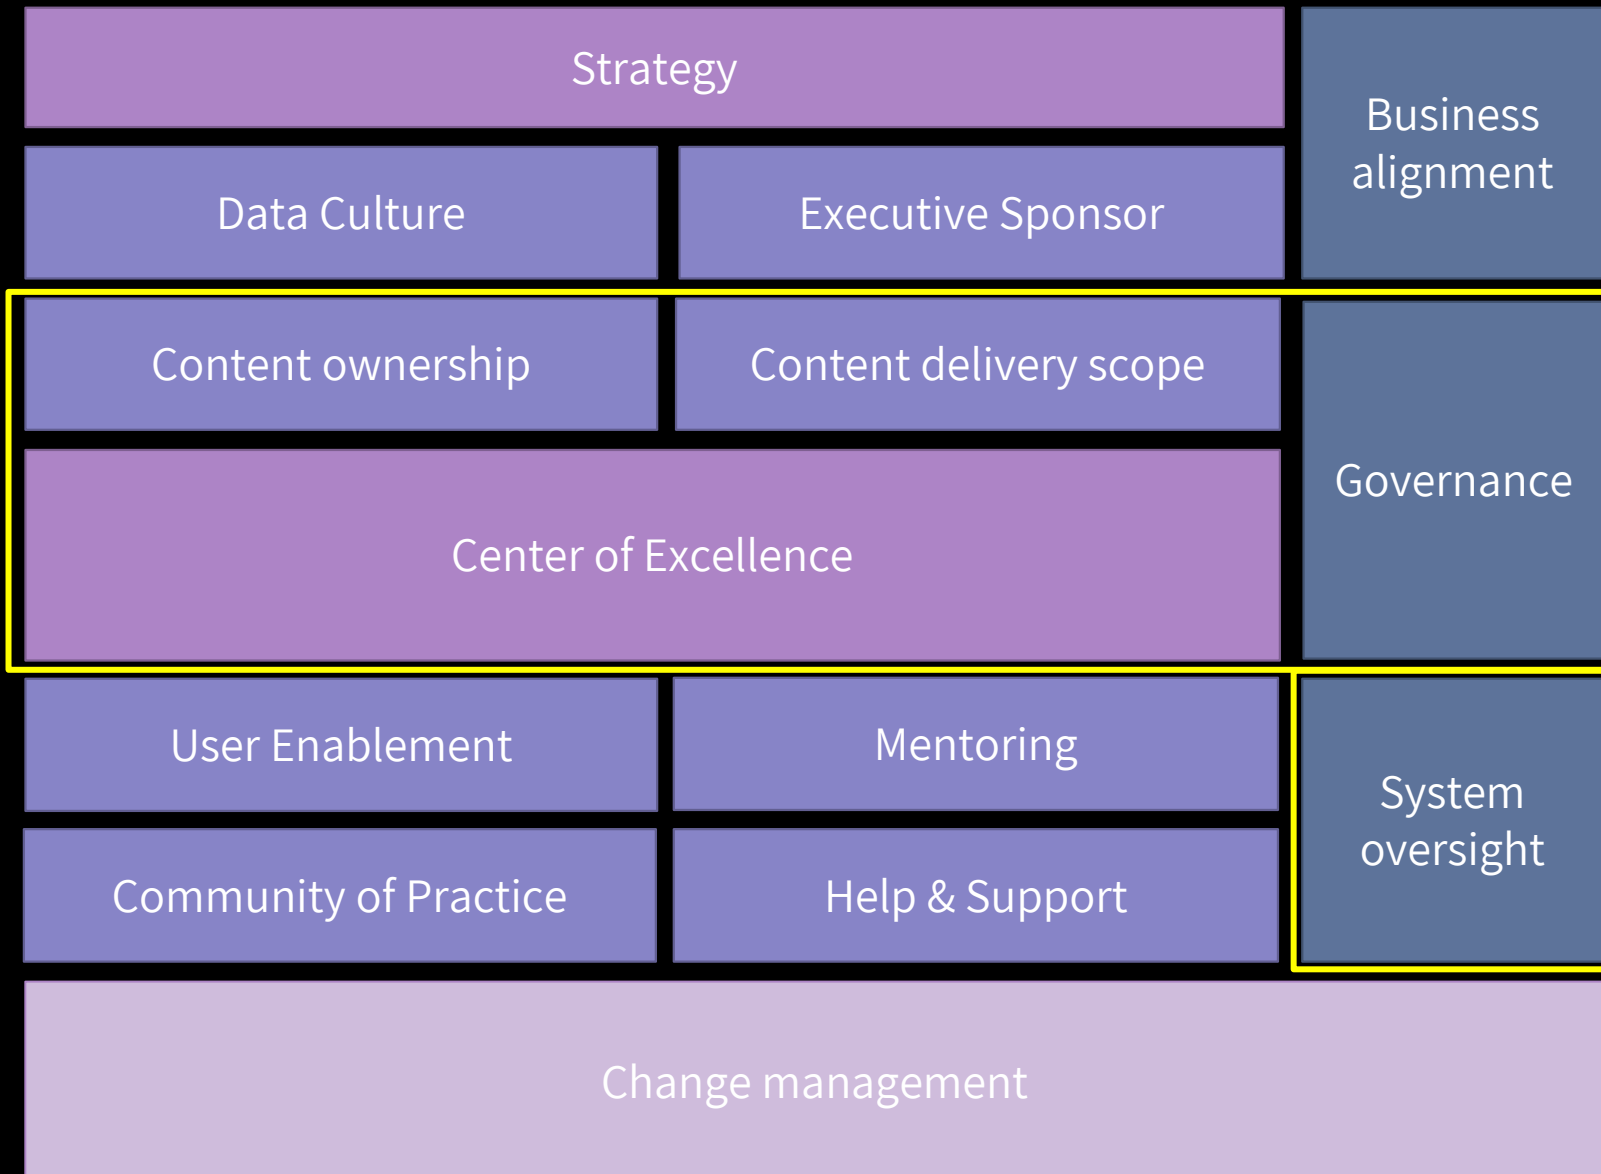 Strategy
Business
alignment
Data Culture
Executive Sponsor
Content ownership
Content delivery scope
Governance
Center of Excellence
User Enablement
Mentoring
System
oversight
Community of Practice
Help & Support
Change management